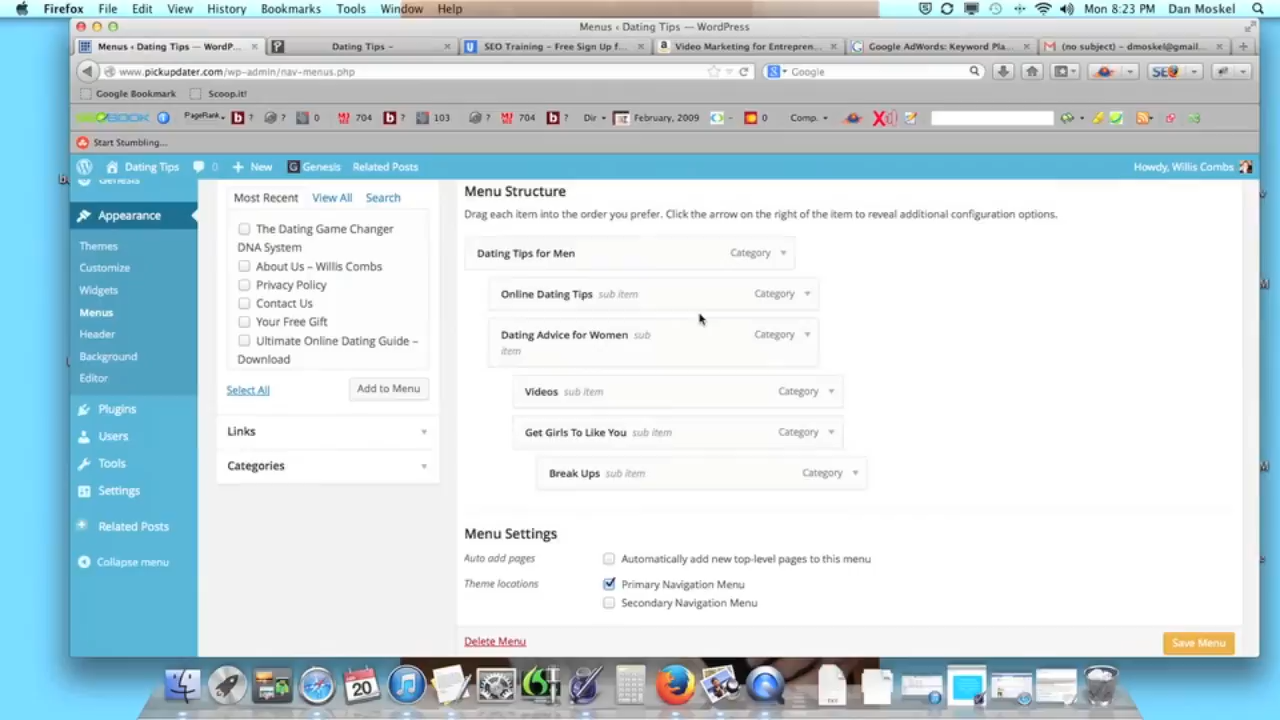 Firefox File Edit View History Bookmarks Tools Window Help Mon 8:23 PM Dan Moskel
Menus ‹ Dating Tips — WordPress
Menus ‹ Dating Tips — WordP... Dating Tips – SEO Training – Free Sign Up f... Video Marketing for Entrepren... Google AdWords: Keyword Pla... (no subject) – dmoskel@gmail...
www.pickupdater.com/wp-admin/nav-menus.php Google
Google Bookmark Scoop.it!
PageRank ? ? 0 704 ? 103 ? 704 ? Dir February, 2009 - 0 Comp.
Start Stumbling...
Dating Tips 0 New Genesis Related Posts Howdy, Willis Combs
Genesis
Appearance
Themes
Customize
Widgets
Menus
Header
Background
Editor
Plugins
Users
Tools
Settings
Related Posts
Collapse menu
Most Recent View All Search
The Dating Game Changer
DNA System
About Us – Willis Combs
Privacy Policy
Contact Us
Your Free Gift
Ultimate Online Dating Guide –
Download
Select All Add to Menu
Links
Categories
Menu Structure
Drag each item into the order you prefer. Click the arrow on the right of the item to reveal additional configuration options.
Dating Tips for Men Category
Online Dating Tips sub item Category
Dating Advice for Women sub Category
item
Videos sub item Category
Get Girls To Like You sub item Category
Break Ups sub item Category
Menu Settings
Auto add pages Automatically add new top-level pages to this menu
Theme locations Primary Navigation Menu
Secondary Navigation Menu
Delete Menu Save Menu
20